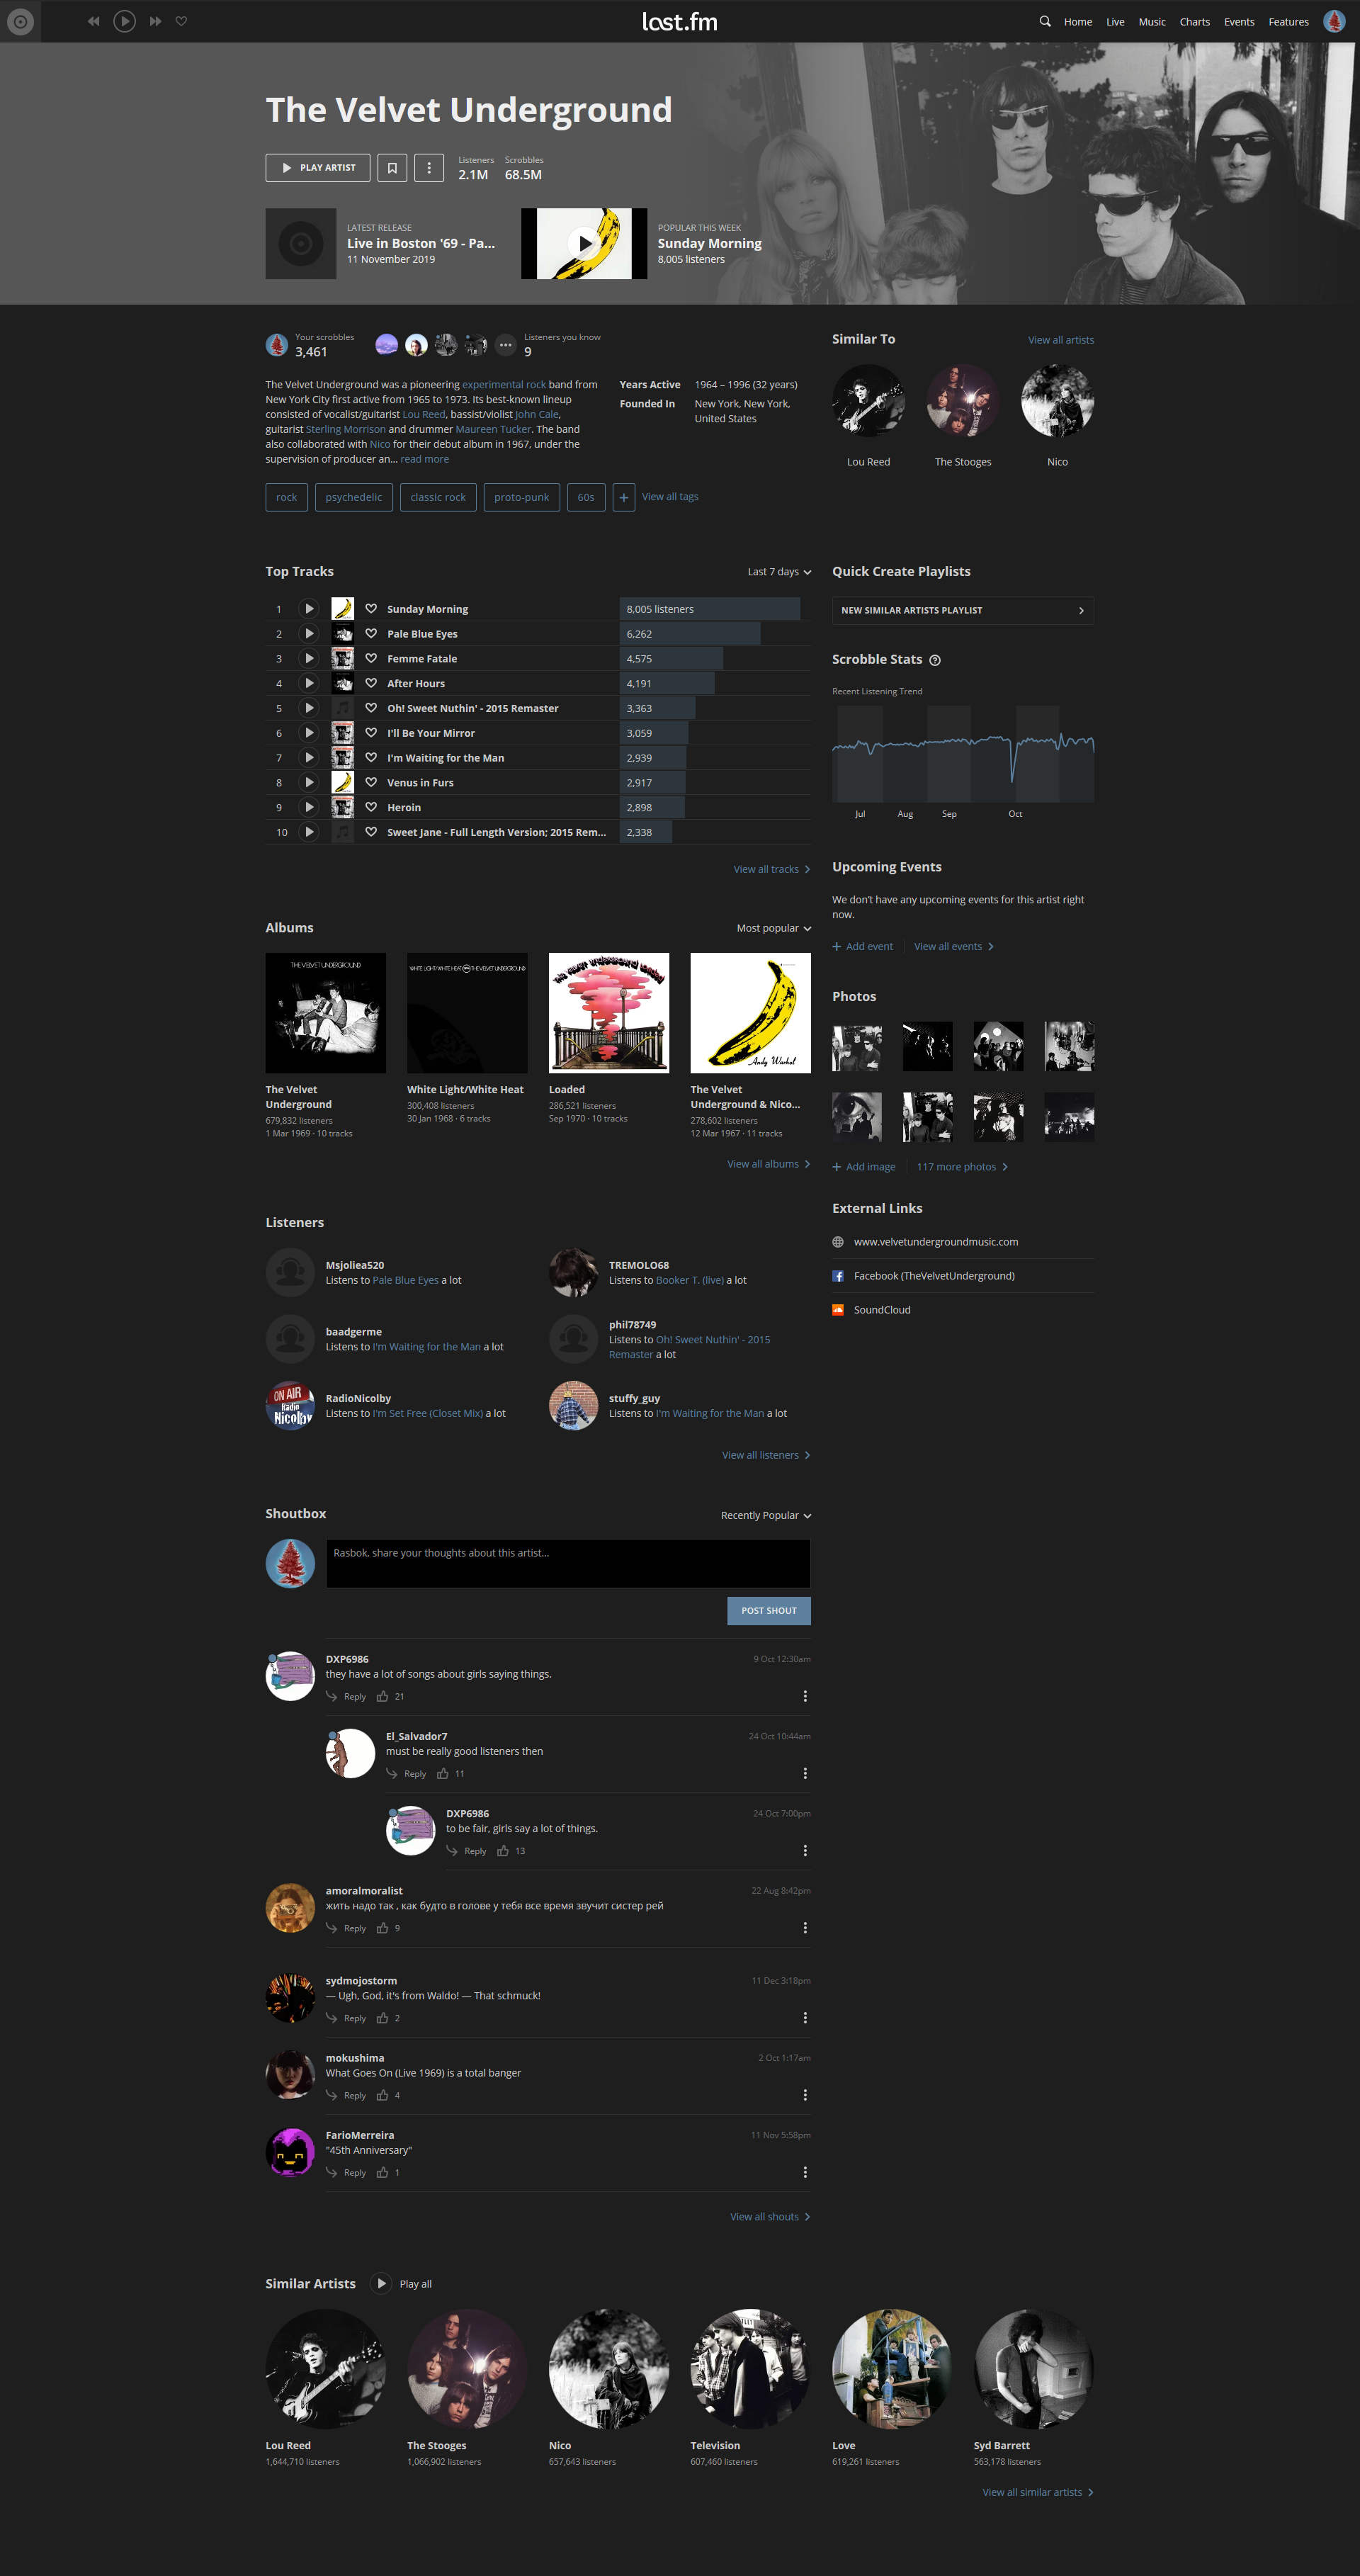 last.fm
Home Live Music Charts Events Features
The Velvet Underground
PLAY ARTIST
Listeners Scrobbles
2.1M 68.5M
LATEST RELEASE
Live in Boston '69 - Pa...
11 November 2019
POPULAR THIS WEEK
Sunday Morning
8,005 listeners
Your scrobbles
3,461
Listeners you know
9
The Velvet Underground was a pioneering experimental rock band from
New York City first active from 1965 to 1973. Its best-known lineup
consisted of vocalist/guitarist Lou Reed, bassist/violist John Cale,
guitarist Sterling Morrison and drummer Maureen Tucker. The band
also collaborated with Nico for their debut album in 1967, under the
supervision of producer an... read more
Years Active 1964 – 1996 (32 years)
Founded In New York, New York,
United States
rock psychedelic classic rock proto-punk 60s + View all tags
Similar To View all artists
Lou Reed The Stooges Nico
Top Tracks Last 7 days
1 Sunday Morning 8,005 listeners
2 Pale Blue Eyes 6,262
3 Femme Fatale 4,575
4 After Hours 4,191
5 Oh! Sweet Nuthin' - 2015 Remaster 3,363
6 I'll Be Your Mirror 3,059
7 I'm Waiting for the Man 2,939
8 Venus in Furs 2,917
9 Heroin 2,898
10 Sweet Jane - Full Length Version; 2015 Rem... 2,338
View all tracks
Quick Create Playlists
NEW SIMILAR ARTISTS PLAYLIST
Scrobble Stats
Recent Listening Trend
Jul Aug Sep Oct
Upcoming Events
We don't have any upcoming events for this artist right
now.
+ Add event View all events
Albums Most popular
THE VELVET UNDERGROUND
WHITE LIGHT/WHITE HEAT THE VELVET UNDERGROUND
Andy Warhol
The Velvet
Underground
679,832 listeners
1 Mar 1969 · 10 tracks
White Light/White Heat
300,408 listeners
30 Jan 1968 · 6 tracks
Loaded
286,521 listeners
Sep 1970 · 10 tracks
The Velvet
Underground & Nico...
278,602 listeners
12 Mar 1967 · 11 tracks
View all albums
Photos
+ Add image 117 more photos
External Links
www.velvetundergroundmusic.com
Facebook (TheVelvetUnderground)
SoundCloud
Listeners
Msjoliea520
Listens to Pale Blue Eyes a lot
TREMOLO68
Listens to Booker T. (live) a lot
baadgerme
Listens to I'm Waiting for the Man a lot
phil78749
Listens to Oh! Sweet Nuthin' - 2015
Remaster a lot
ON AIR
Radio
Nicolby
RadioNicolby
Listens to I'm Set Free (Closet Mix) a lot
stuffy_guy
Listens to I'm Waiting for the Man a lot
View all listeners
Shoutbox Recently Popular
Rasbok, share your thoughts about this artist...
POST SHOUT
DXP6986 9 Oct 12:30am
they have a lot of songs about girls saying things.
Reply 21
El_Salvador7 24 Oct 10:44am
must be really good listeners then
Reply 11
DXP6986 24 Oct 7:00pm
to be fair, girls say a lot of things.
Reply 13
amoralmoralist 22 Aug 8:42pm
жить надо так , как будто в голове у тебя все время звучит систер рей
Reply 9
sydmojostorm 11 Dec 3:18pm
— Ugh, God, it's from Waldo! — That schmuck!
Reply 2
mokushima 2 Oct 1:17am
What Goes On (Live 1969) is a total banger
Reply 4
FarioMerreira 11 Nov 5:58pm
"45th Anniversary"
Reply 1
View all shouts
Similar Artists Play all
Lou Reed
1,644,710 listeners
The Stooges
1,066,902 listeners
Nico
657,643 listeners
Television
607,460 listeners
Love
619,261 listeners
Syd Barrett
563,178 listeners
View all similar artists